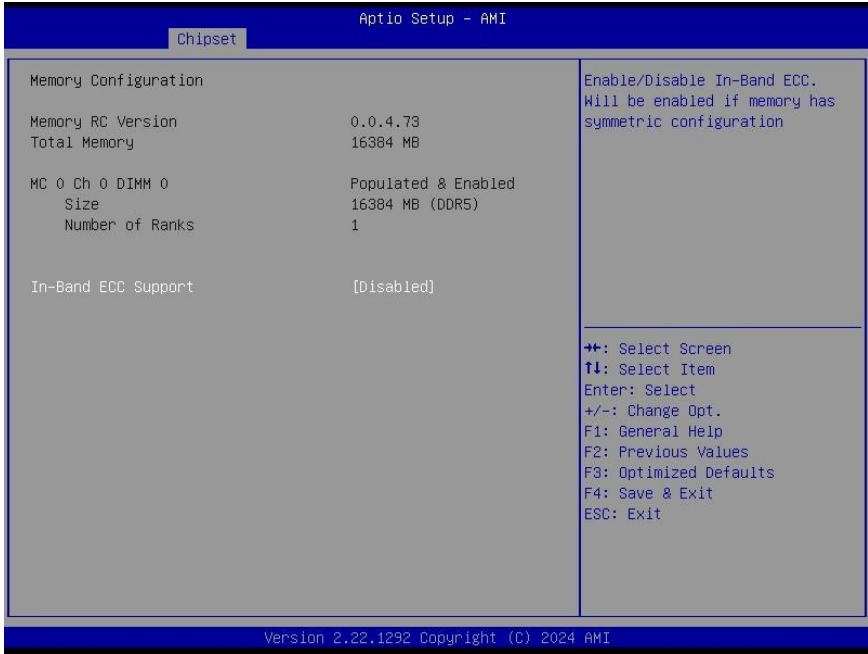 Aptio Setup - AMI
Chipset
Memory Configuration
Memory RC Version 0.0.4.73
Total Memory 16384 MB
MC 0 Ch 0 DIMM 0 Populated & Enabled
Size 16384 MB (DDR5)
Number of Ranks 1
In-Band ECC Support [Disabled]
Enable/Disable In-Band ECC.
Will be enabled if memory has
symmetric configuration
→←: Select Screen
↑↓: Select Item
Enter: Select
+/-: Change Opt.
F1: General Help
F2: Previous Values
F3: Optimized Defaults
F4: Save & Exit
ESC: Exit
Version 2.22.1292 Copyright (C) 2024 AMI